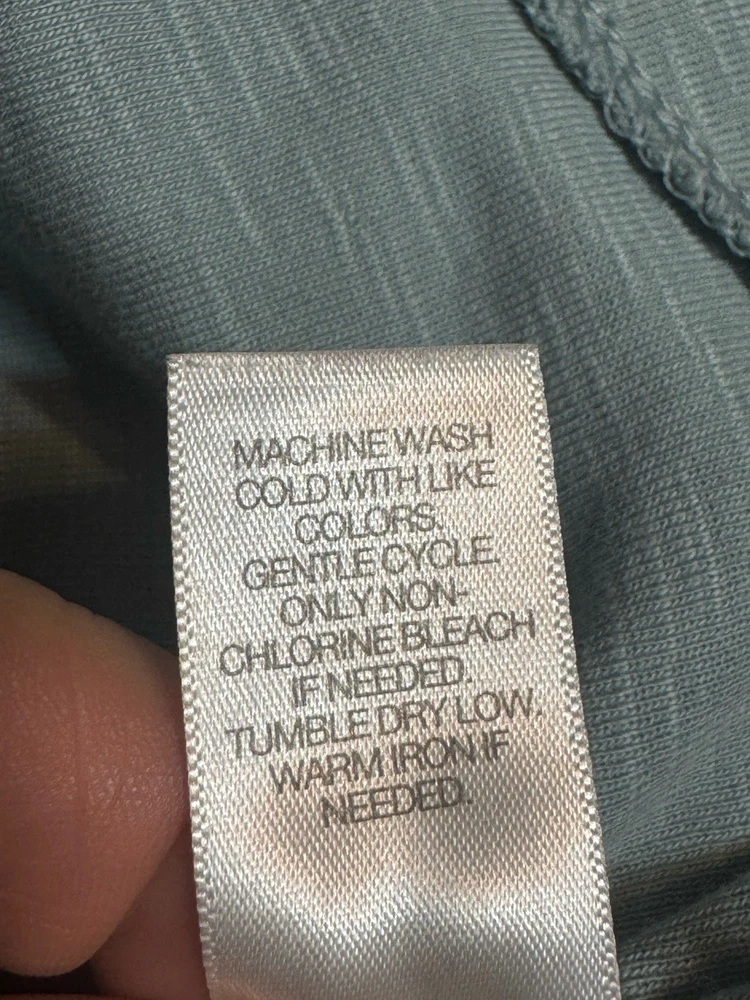 MACHINE WASH
COLD WITH LIKE
COLORS.
GENTLE CYCLE.
ONLY NON-
CHLORINE BLEACH
IF NEEDED.
TUMBLE DRY LOW.
WARM IRON IF
NEEDED.